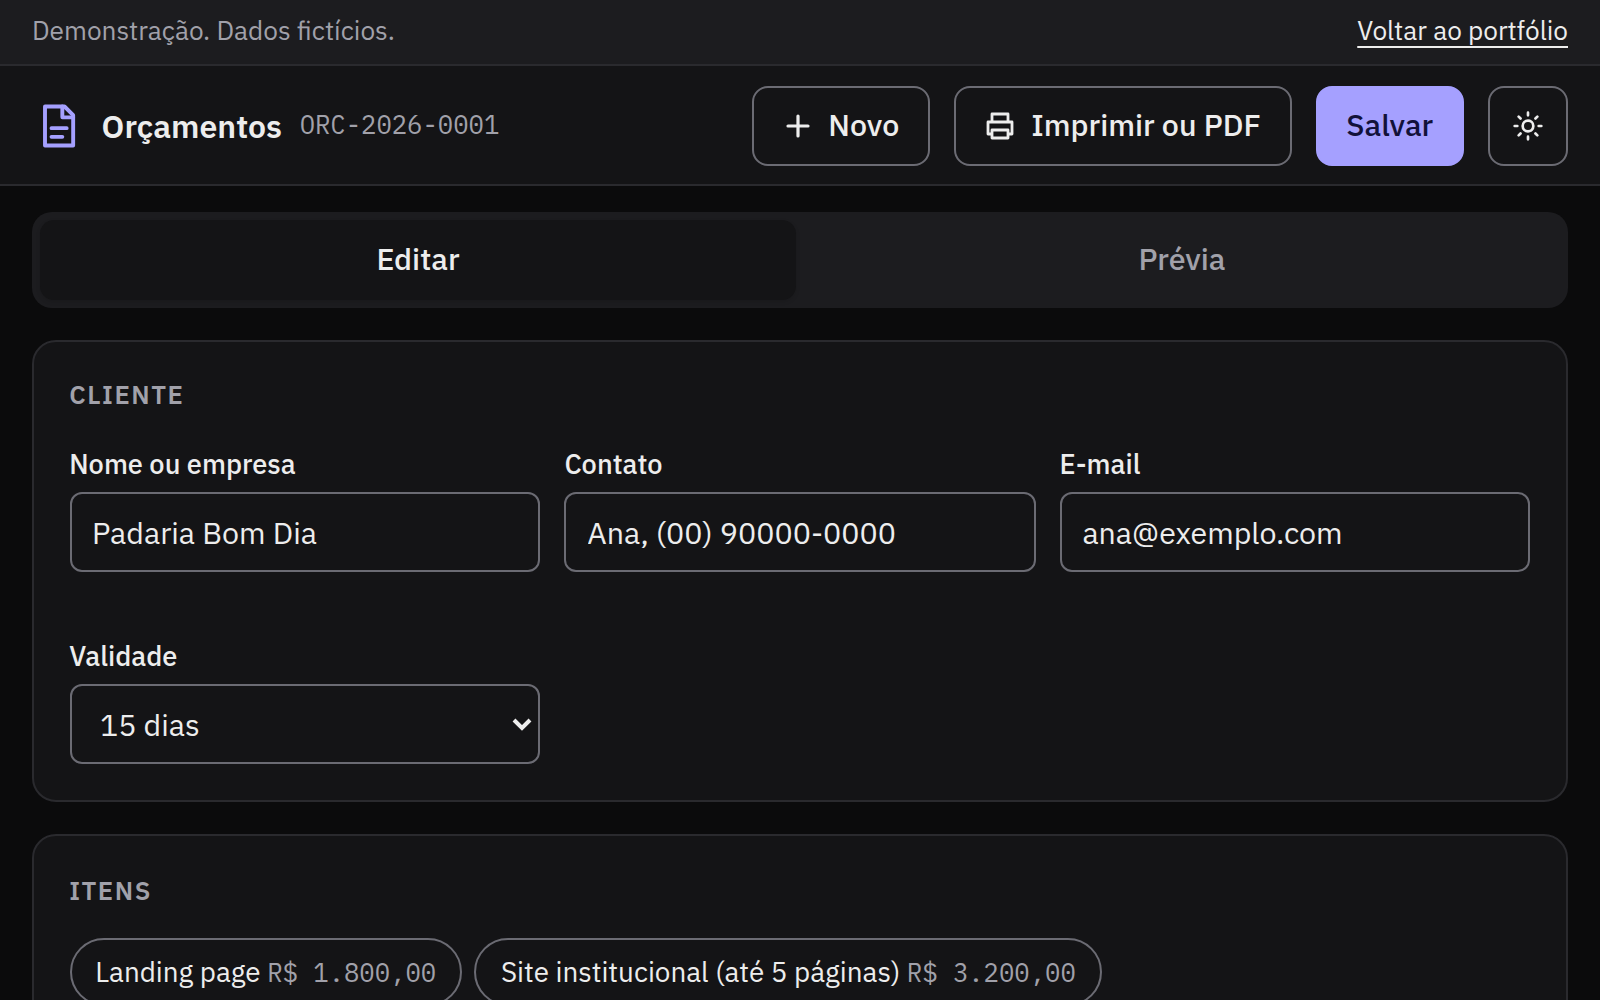 Demonstração. Dados fictícios.
Voltar ao portfólio
Orçamentos ORC-2026-0001
Novo
Imprimir ou PDF
Salvar
Editar
Prévia
CLIENTE
Nome ou empresa
Contato
E-mail
Padaria Bom Dia
Ana, (00) 90000-0000
ana@exemplo.com
Validade
15 dias
ITENS
Landing page R$ 1.800,00
Site institucional (até 5 páginas) R$ 3.200,00